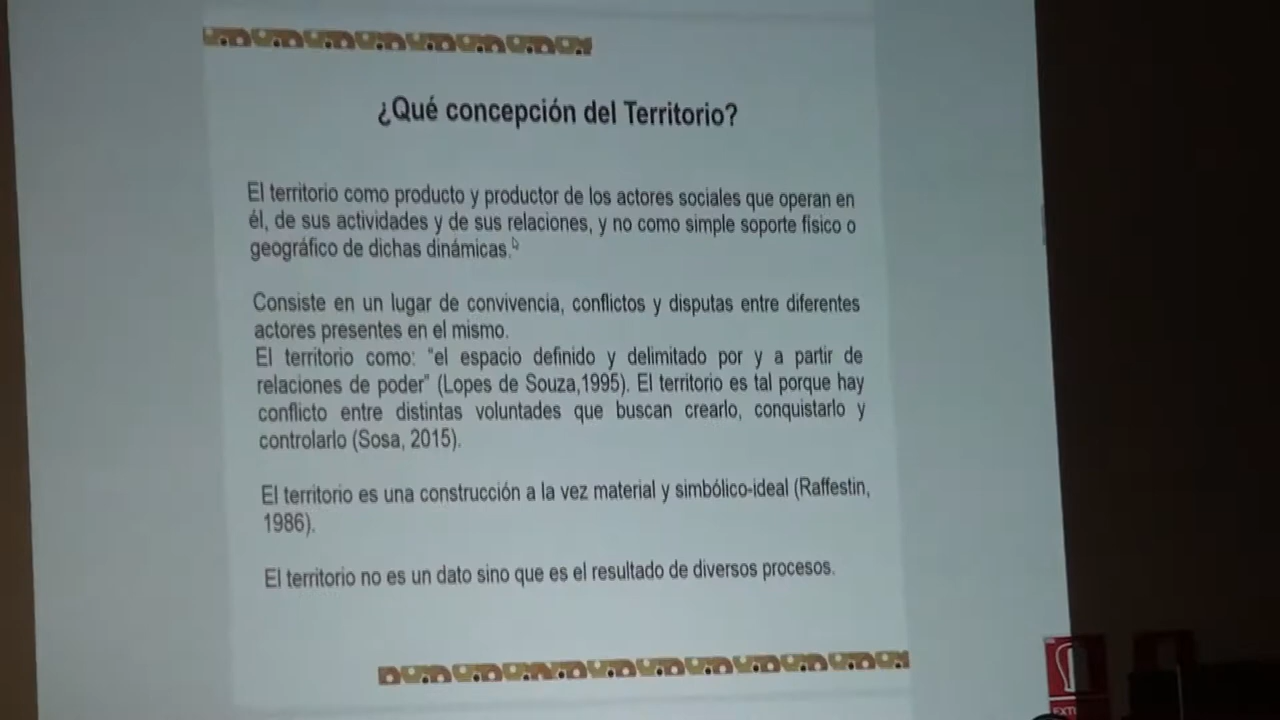 ¿Qué concepción del Territorio?
El territorio como producto y productor de los actores sociales que operan en
él, de sus actividades y de sus relaciones, y no como simple soporte físico o
geográfico de dichas dinámicas.
Consiste en un lugar de convivencia, conflictos y disputas entre diferentes
actores presentes en el mismo.
El territorio como: "el espacio definido y delimitado por y a partir de
relaciones de poder" (Lopes de Souza,1995). El territorio es tal porque hay
conflicto entre distintas voluntades que buscan crearlo, conquistarlo y
controlarlo (Sosa, 2015).
El territorio es una construcción a la vez material y simbólico-ideal (Raffestin,
1986).
El territorio no es un dato sino que es el resultado de diversos procesos.